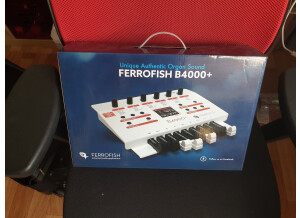 Unique Authentic Organ Sound
FERROFISH B4000+
FERROFISH